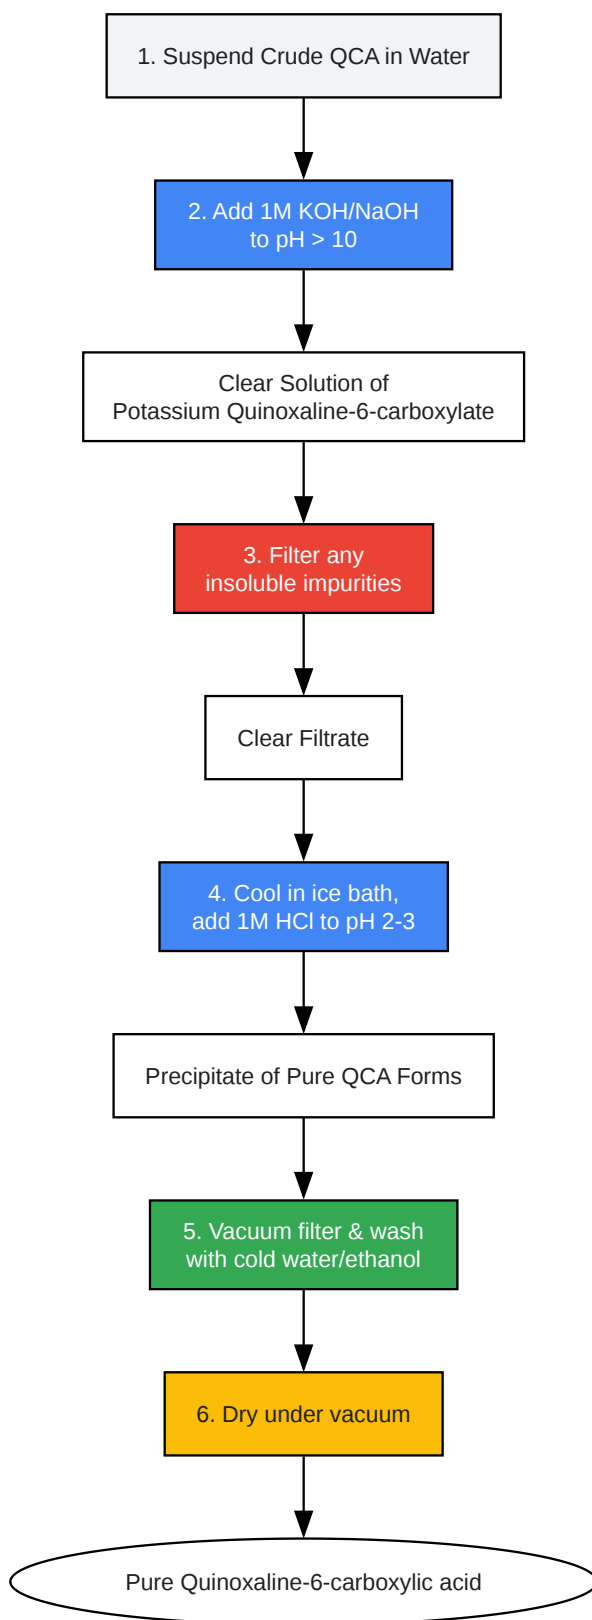 1. Suspend Crude QCA in Water
2. Add 1M KOH/NaOH
to pH > 10
Clear Solution of
Potassium Quinoxaline-6-carboxylate
3. Filter any
insoluble impurities
Clear Filtrate
4. Cool in ice bath,
add 1M HCl to pH 2-3
Precipitate of Pure QCA Forms
5. Vacuum filter & wash
with cold water/ethanol
6. Dry under vacuum
Pure Quinoxaline-6-carboxylic acid